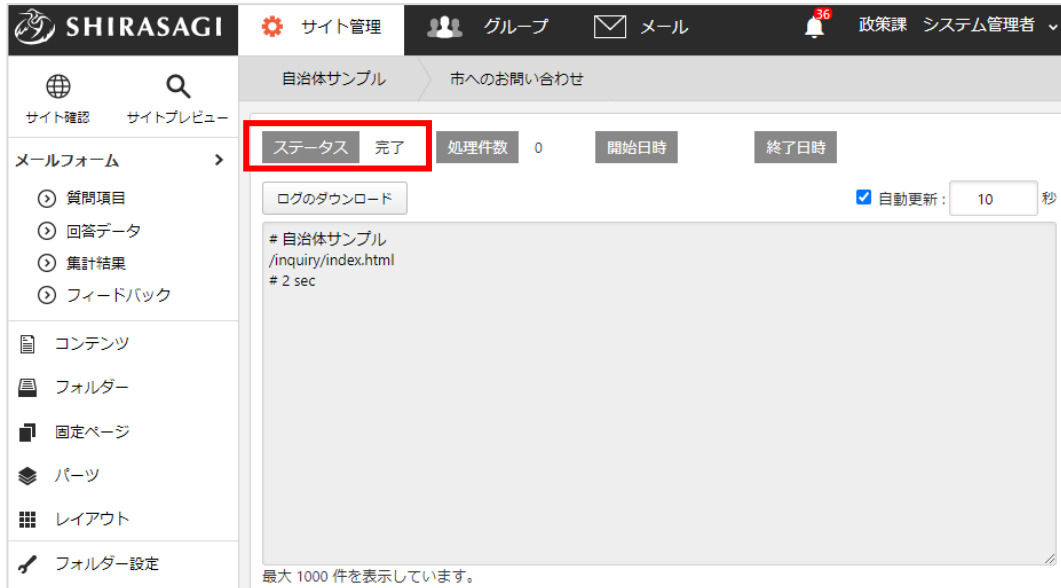 SHIRASAGI
サイト管理
グループ
メール
36
政策課 システム管理者
サイト確認
サイトプレビュー
自治体サンプル
市へのお問い合わせ
メールフォーム
質問項目
回答データ
集計結果
フィードバック
コンテンツ
フォルダー
固定ページ
パーツ
レイアウト
フォルダー設定
ステータス 完了
処理件数 0
開始日時
終了日時
ログのダウンロード
自動更新 : 10 秒
# 自治体サンプル
/inquiry/index.html
# 2 sec
最大 1000 件を表示しています。